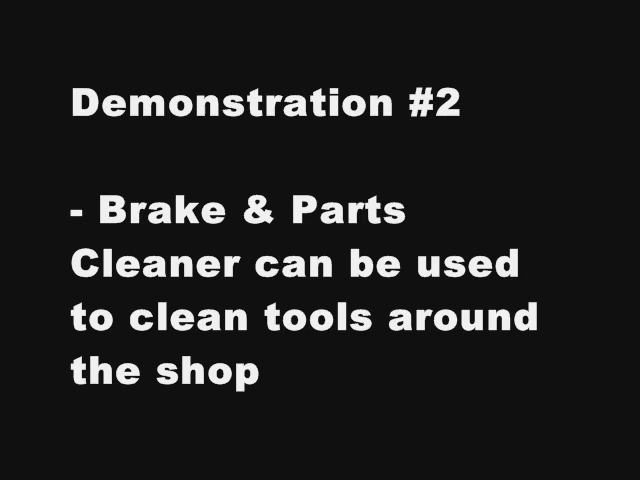 Demonstration #2
- Brake & Parts
Cleaner can be used
to clean tools around
the shop